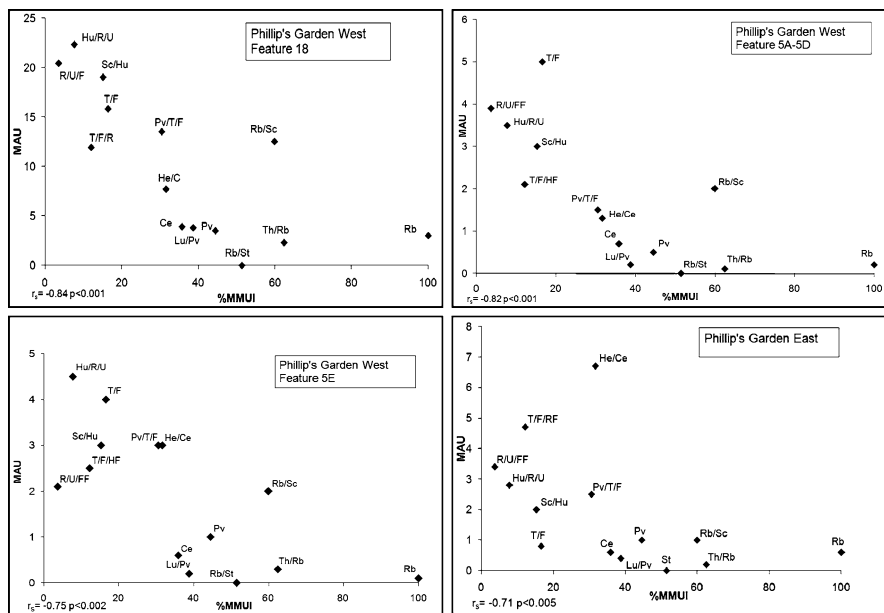 Phillip's Garden West
Feature 18
MAU
25
20
15
10
5
0
Hu/R/U
R/U/F
Sc/Hu
T/F
T/F/R
Pv/T/F
Rb/Sc
He/C
Ce
Lu/Pv
Pv
Th/Rb
Rb/St
Rb
0 20 40 60 80 100
%MMUI
rs= -0.84 p<0.001
Phillip's Garden West
Feature 5A-5D
MAU
6
5
4
3
2
1
0
T/F
R/U/FF
Hu/R/U
Sc/Hu
T/F/HF
Rb/Sc
Pv/T/F
He/Ce
Ce
Pv
Lu/Pv
Rb/St
Th/Rb
Rb
0 20 40 60 80 100
%MMUI
rs= -0.82 p<0.001
Phillip's Garden West
Feature 5E
MAU
5
4
3
2
1
0
Hu/R/U
T/F
Sc/Hu
Pv/T/F
He/Ce
T/F/HF
R/U/FF
Rb/Sc
Pv
Ce
Lu/Pv
Rb/St
Th/Rb
Rb
0 20 40 60 80 100
%MMUI
rs= -0.75 p<0.002
Phillip's Garden East
MAU
8
7
6
5
4
3
2
1
0
He/Ce
T/F/RF
R/U/FF
Hu/R/U
Pv/T/F
Sc/Hu
T/F
Pv
Rb/Sc
Ce
Lu/Pv
St
Th/Rb
Rb
0 20 40 60 80 100
%MMUI
rs= -0.71 p<0.005